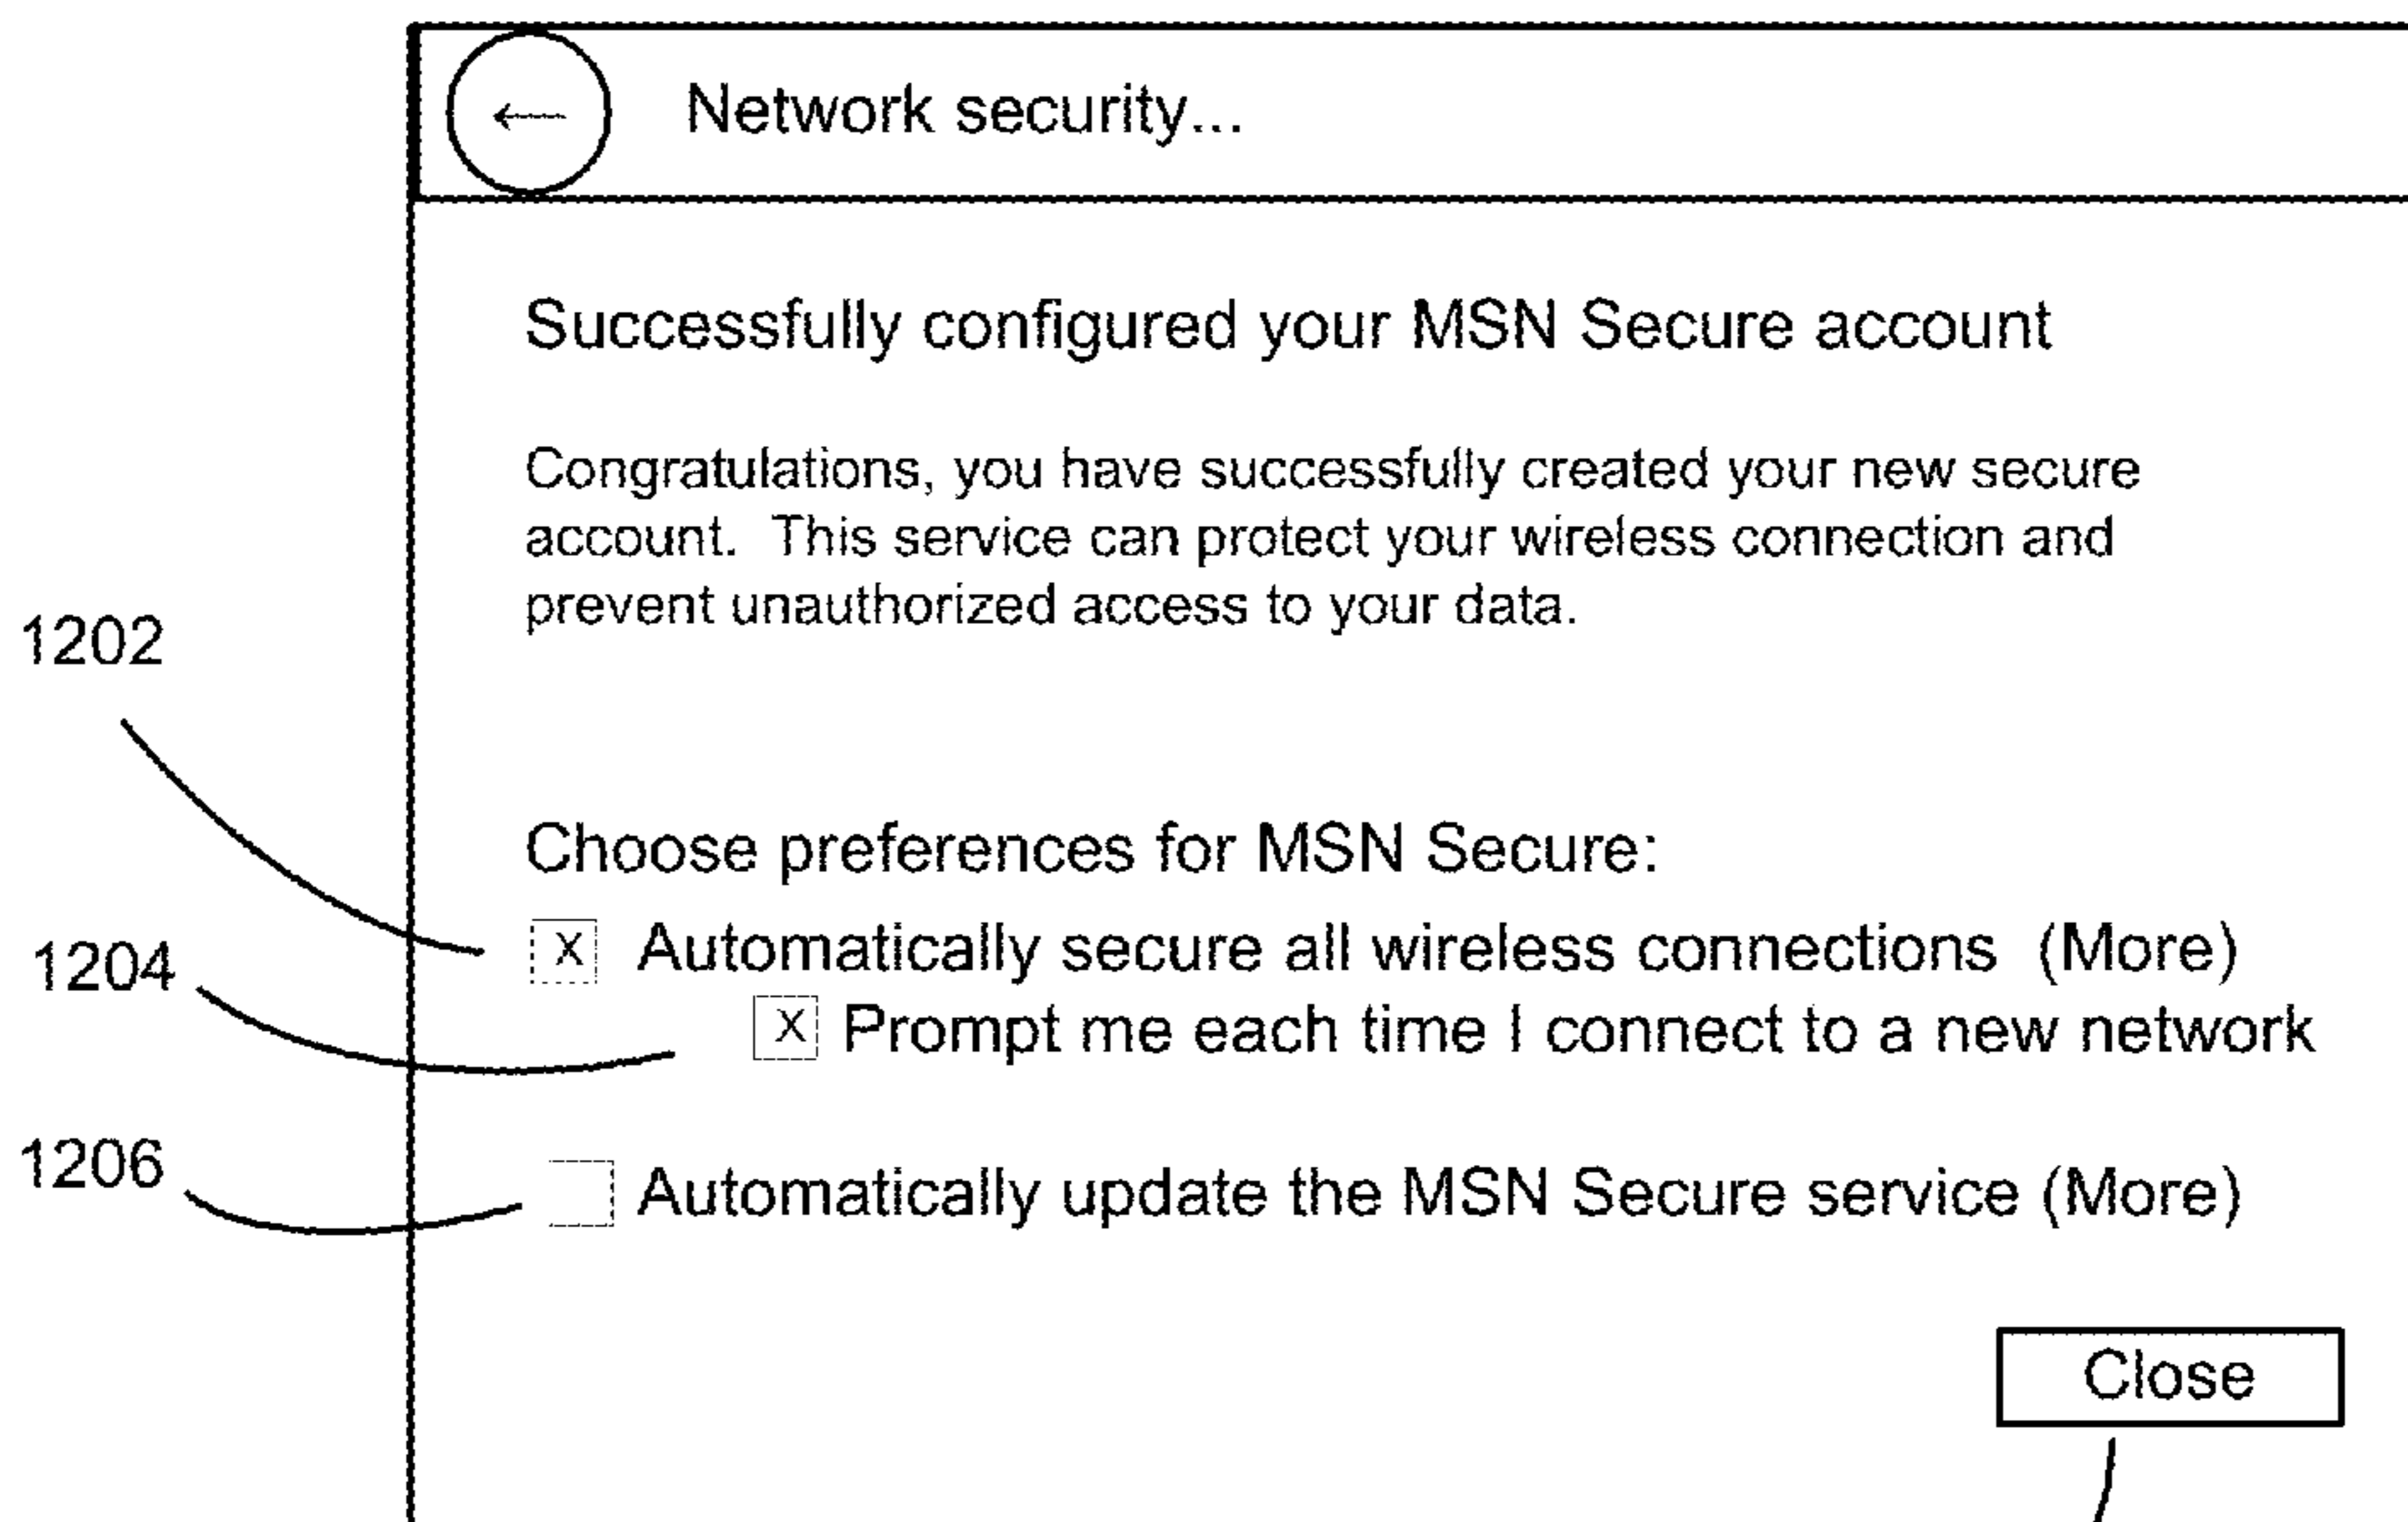 ← Network security...
Successfully configured your MSN Secure account
Congratulations, you have successfully created your new secure
account. This service can protect your wireless connection and
prevent unauthorized access to your data.
1202
Choose preferences for MSN Secure:
X Automatically secure all wireless connections (More)
1204
X Prompt me each time I connect to a new network
1206
Automatically update the MSN Secure service (More)
Close